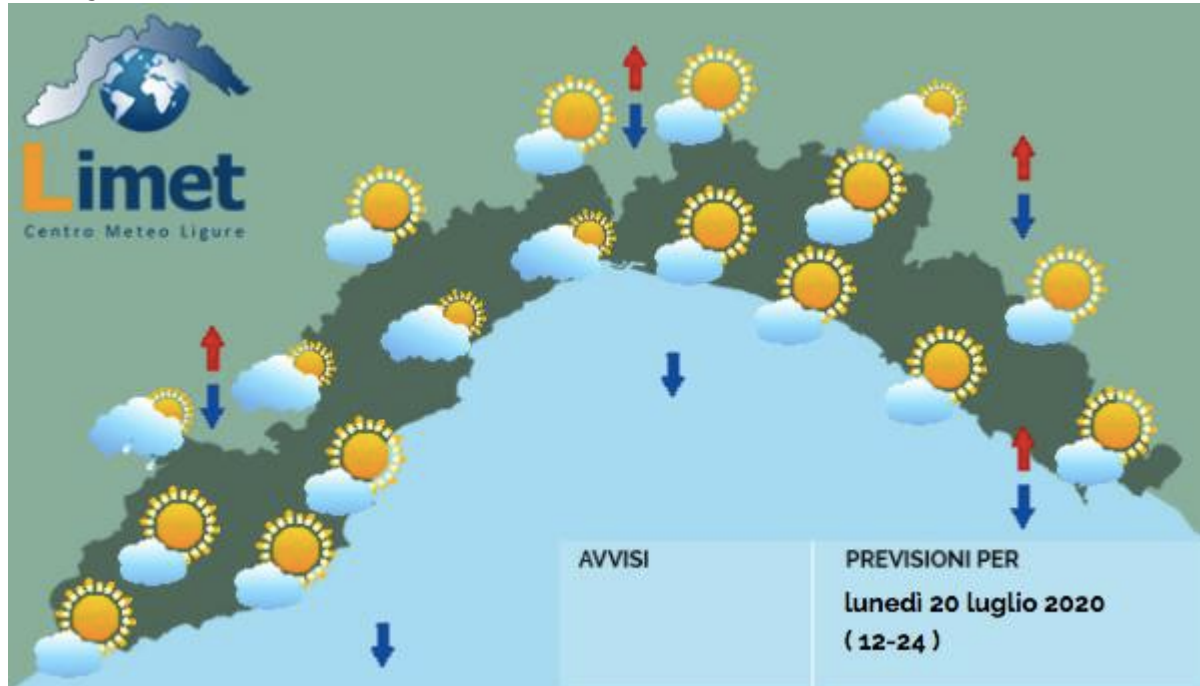 Limet
Centro Meteo Ligure
AVVISI
PREVISIONI PER
lunedì 20 luglio 2020
( 12-24 )